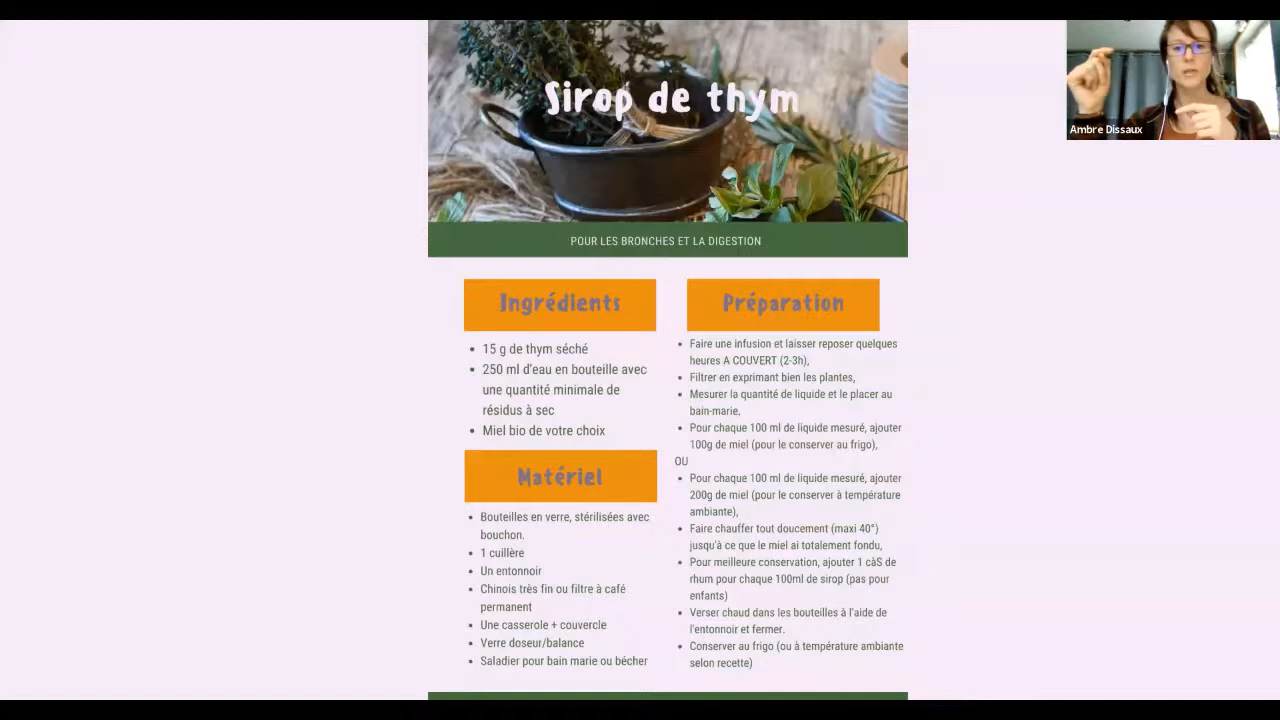 Sirop de thym
Ambre Dissaux
POUR LES BRONCHES ET LA DIGESTION
Ingrédients
15 g de thym séché
250 ml d'eau en bouteille avec
une quantité minimale de
résidus à sec
Miel bio de votre choix
Matériel
Bouteilles en verre, stérilisées avec
bouchon.
1 cuillère
Un entonnoir
Chinois très fin ou filtre à café
permanent
Une casserole + couvercle
Verre doseur/balance
Saladier pour bain marie ou bécher
Préparation
Faire une infusion et laisser reposer quelques
heures A COUVERT (2-3h),
Filtrer en exprimant bien les plantes,
Mesurer la quantité de liquide et le placer au
bain-marie,
Pour chaque 100 ml de liquide mesuré, ajouter
100g de miel (pour le conserver au frigo),
OU
Pour chaque 100 ml de liquide mesuré, ajouter
200g de miel (pour le conserver à température
ambiante),
Faire chauffer tout doucement (maxi 40°)
jusqu'à ce que le miel ai totalement fondu,
Pour meilleure conservation, ajouter 1 càS de
rhum pour chaque 100ml de sirop (pas pour
enfants)
Verser chaud dans les bouteilles à l'aide de
l'entonnoir et fermer.
Conserver au frigo (ou à température ambiante
selon recette)